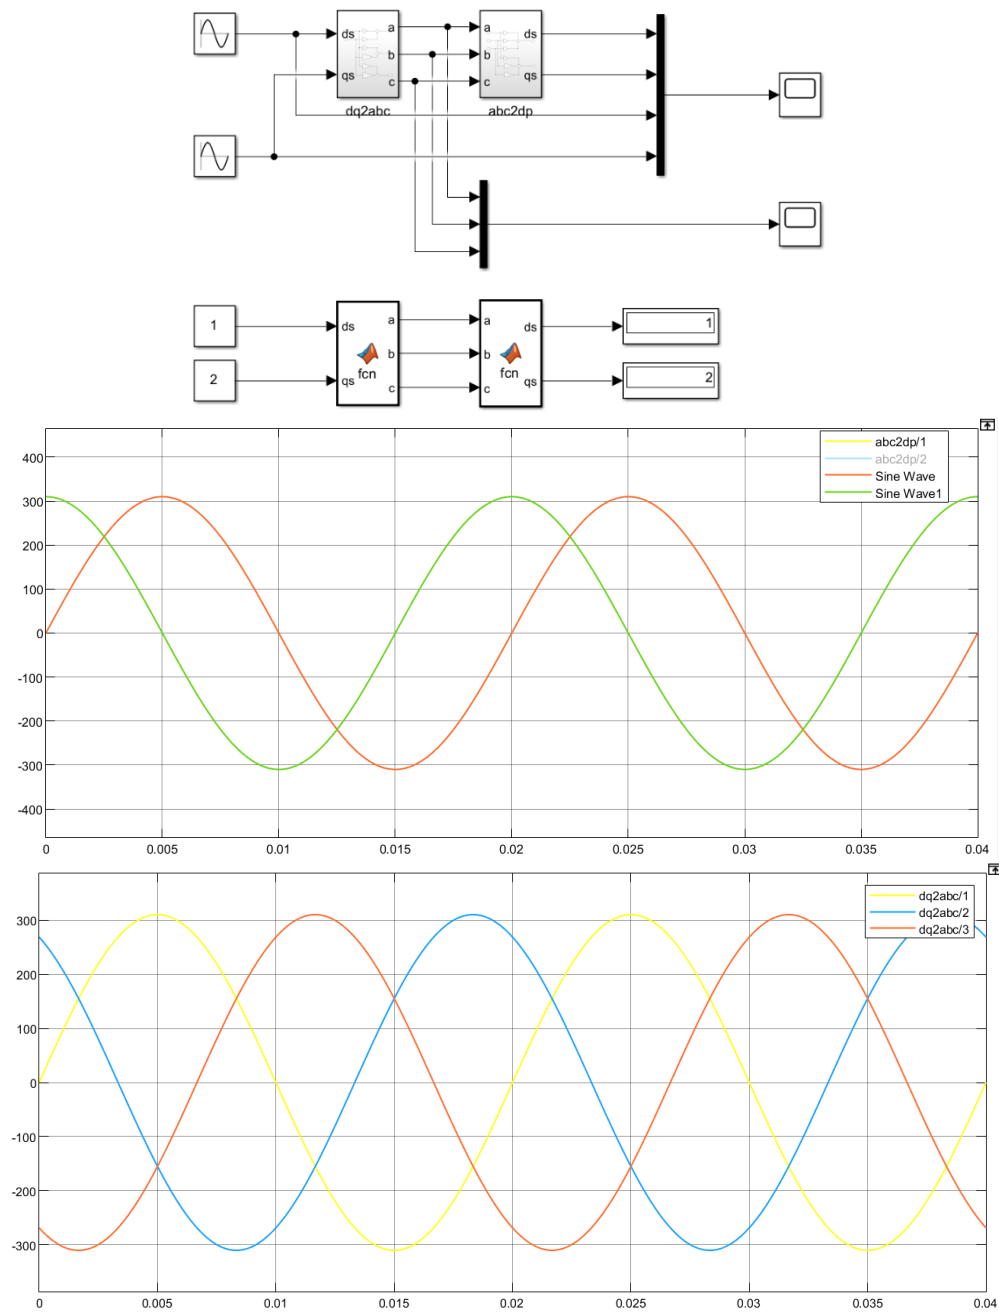 ds a a ds
b b
qs c c qs
dq2abc abc2dp
1 ds a a ds 1
b b
fcn fcn
2 qs c c qs 2
abc2dp/1
abc2dp/2
Sine Wave
Sine Wave1
400
300
200
100
0
-100
-200
-300
-400
0 0.005 0.01 0.015 0.02 0.025 0.03 0.035 0.04
dq2abc/1
dq2abc/2
dq2abc/3
300
200
100
0
-100
-200
-300
0 0.005 0.01 0.015 0.02 0.025 0.03 0.035 0.04